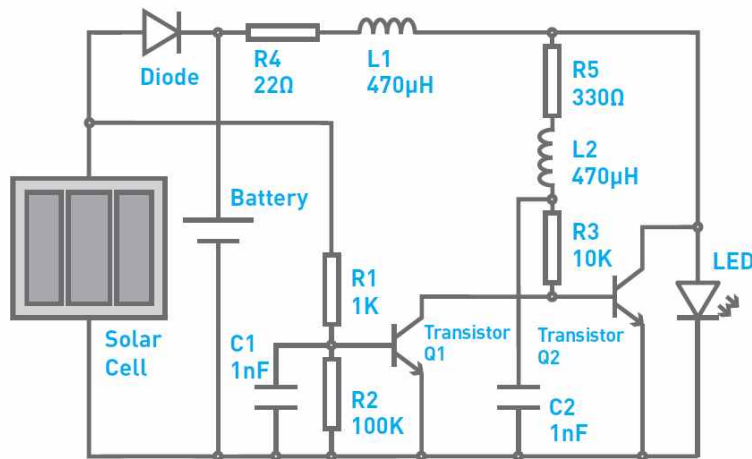 Diode
R4
22Ω
L1
470µH
R5
330Ω
L2
470µH
Battery
R3
10K
LED
R1
1K
Solar
Cell
C1
1nF
Transistor
Q1
Transistor
Q2
R2
100K
C2
1nF